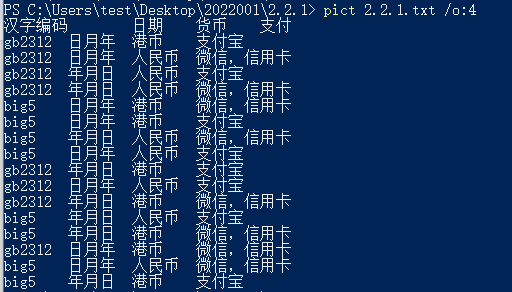 PS C:\Users\test\Desktop\2022001\2.2.1> pict 2.2.1.txt /o:4
汉字编码 日期 货币 支付
gb2312 日月年 港币 支付宝
gb2312 日月年 人民币 微信，信用卡
gb2312 年月日 人民币 支付宝
gb2312 年月日 人民币 微信，信用卡
big5 日月年 港币 微信，信用卡
big5 日月年 港币 支付宝
big5 年月日 人民币 微信，信用卡
big5 日月年 人民币 支付宝
gb2312 年月日 港币 支付宝
gb2312 日月年 人民币 支付宝
gb2312 年月日 港币 微信，信用卡
big5 年月日 人民币 支付宝
big5 年月日 港币 微信，信用卡
gb2312 日月年 港币 微信，信用卡
big5 日月年 人民币 微信，信用卡
big5 年月日 港币 支付宝